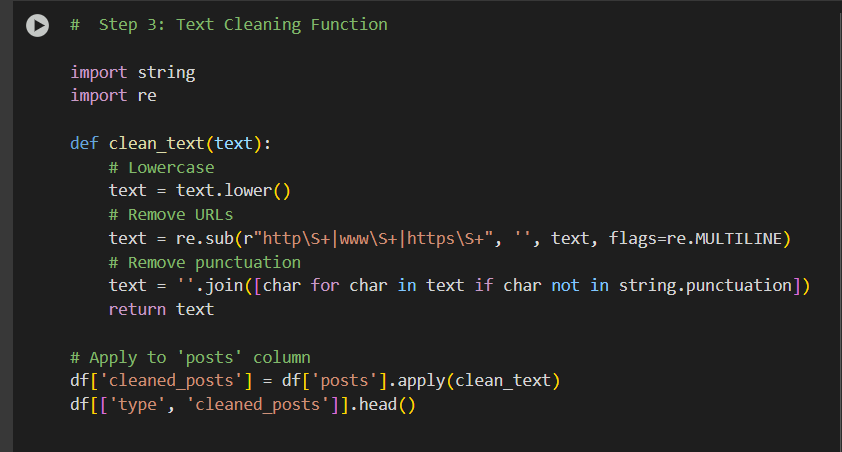 #  Step 3: Text Cleaning Function

import string
import re

def clean_text(text):
    # Lowercase
    text = text.lower()
    # Remove URLs
    text = re.sub(r"http\S+|www\S+|https\S+", '', text, flags=re.MULTILINE)
    # Remove punctuation
    text = ''.join([char for char in text if char not in string.punctuation])
    return text

# Apply to 'posts' column
df['cleaned_posts'] = df['posts'].apply(clean_text)
df[['type', 'cleaned_posts']].head()